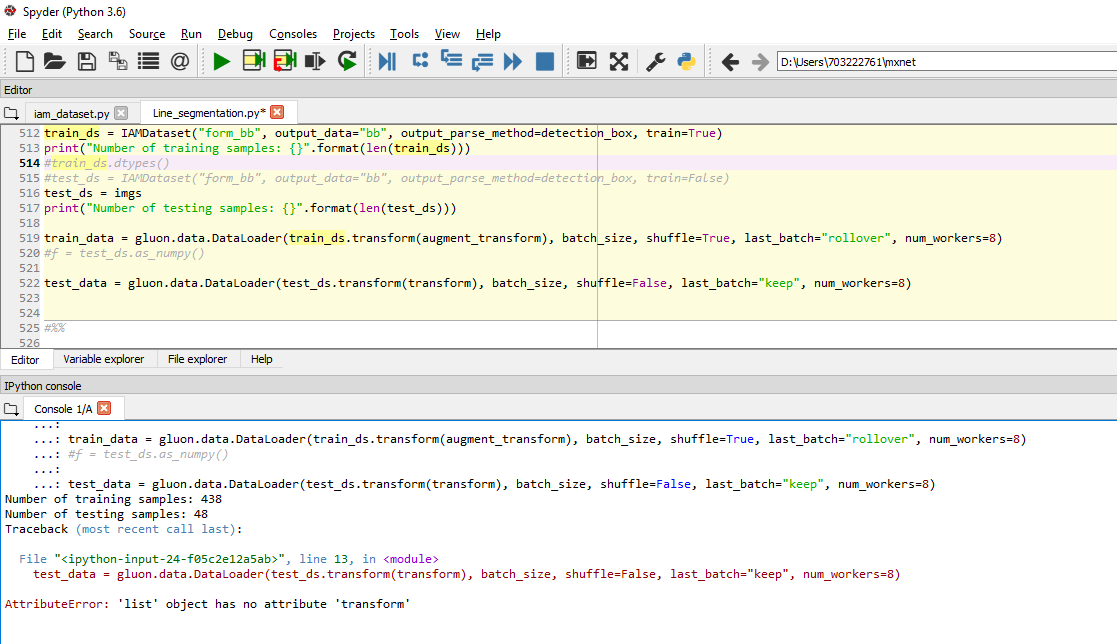 Spyder (Python 3.6)
File Edit Search Source Run Debug Consoles Projects Tools View Help
D:\Users\703222761\mxnet
Editor
iam_dataset.py Line_segmentation.py*
512 train_ds = IAMDataset("form_bb", output_data="bb", output_parse_method=detection_box, train=True)
513 print("Number of training samples: {}".format(len(train_ds)))
514 #train_ds.dtypes()
515 #test_ds = IAMDataset("form_bb", output_data="bb", output_parse_method=detection_box, train=False)
516 test_ds = imgs
517 print("Number of testing samples: {}".format(len(test_ds)))
518
519 train_data = gluon.data.DataLoader(train_ds.transform(augment_transform), batch_size, shuffle=True, last_batch="rollover", num_workers=8)
520 #f = test_ds.as_numpy()
521
522 test_data = gluon.data.DataLoader(test_ds.transform(transform), batch_size, shuffle=False, last_batch="keep", num_workers=8)
523
524
525 #%%
526
Editor Variable explorer File explorer Help
IPython console
Console 1/A
...:
...: train_data = gluon.data.DataLoader(train_ds.transform(augment_transform), batch_size, shuffle=True, last_batch="rollover", num_workers=8)
...: #f = test_ds.as_numpy()
...:
...: test_data = gluon.data.DataLoader(test_ds.transform(transform), batch_size, shuffle=False, last_batch="keep", num_workers=8)
Number of training samples: 438
Number of testing samples: 48
Traceback (most recent call last):
File "<ipython-input-24-f05c2e12a5ab>", line 13, in <module>
test_data = gluon.data.DataLoader(test_ds.transform(transform), batch_size, shuffle=False, last_batch="keep", num_workers=8)
AttributeError: 'list' object has no attribute 'transform'